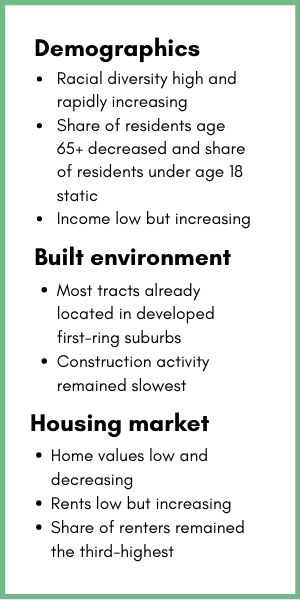 Demographics
• Racial diversity high and
rapidly increasing
• Share of residents age
65+ decreased and share
of residents under age 18
static
• Income low but increasing
Built environment
• Most tracts already
located in developed
first-ring suburbs
• Construction activity
remained slowest
Housing market
• Home values low and
decreasing
• Rents low but increasing
• Share of renters remained
the third-highest